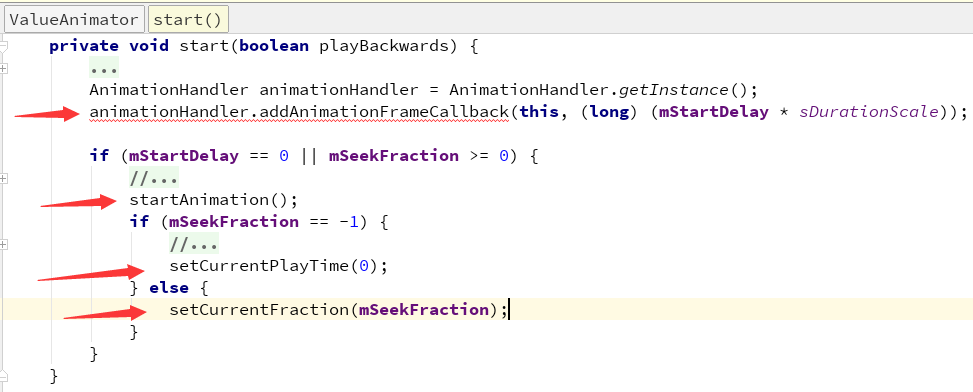 ValueAnimator start()
private void start(boolean playBackwards) {
...
AnimationHandler animationHandler = AnimationHandler.getInstance();
animationHandler.addAnimationFrameCallback(this, (long) (mStartDelay * sDurationScale));
if (mStartDelay == 0 || mSeekFraction >= 0) {
//...
startAnimation();
if (mSeekFraction == -1) {
//...
setCurrentPlayTime(0);
} else {
setCurrentFraction(mSeekFraction);
}
}
}